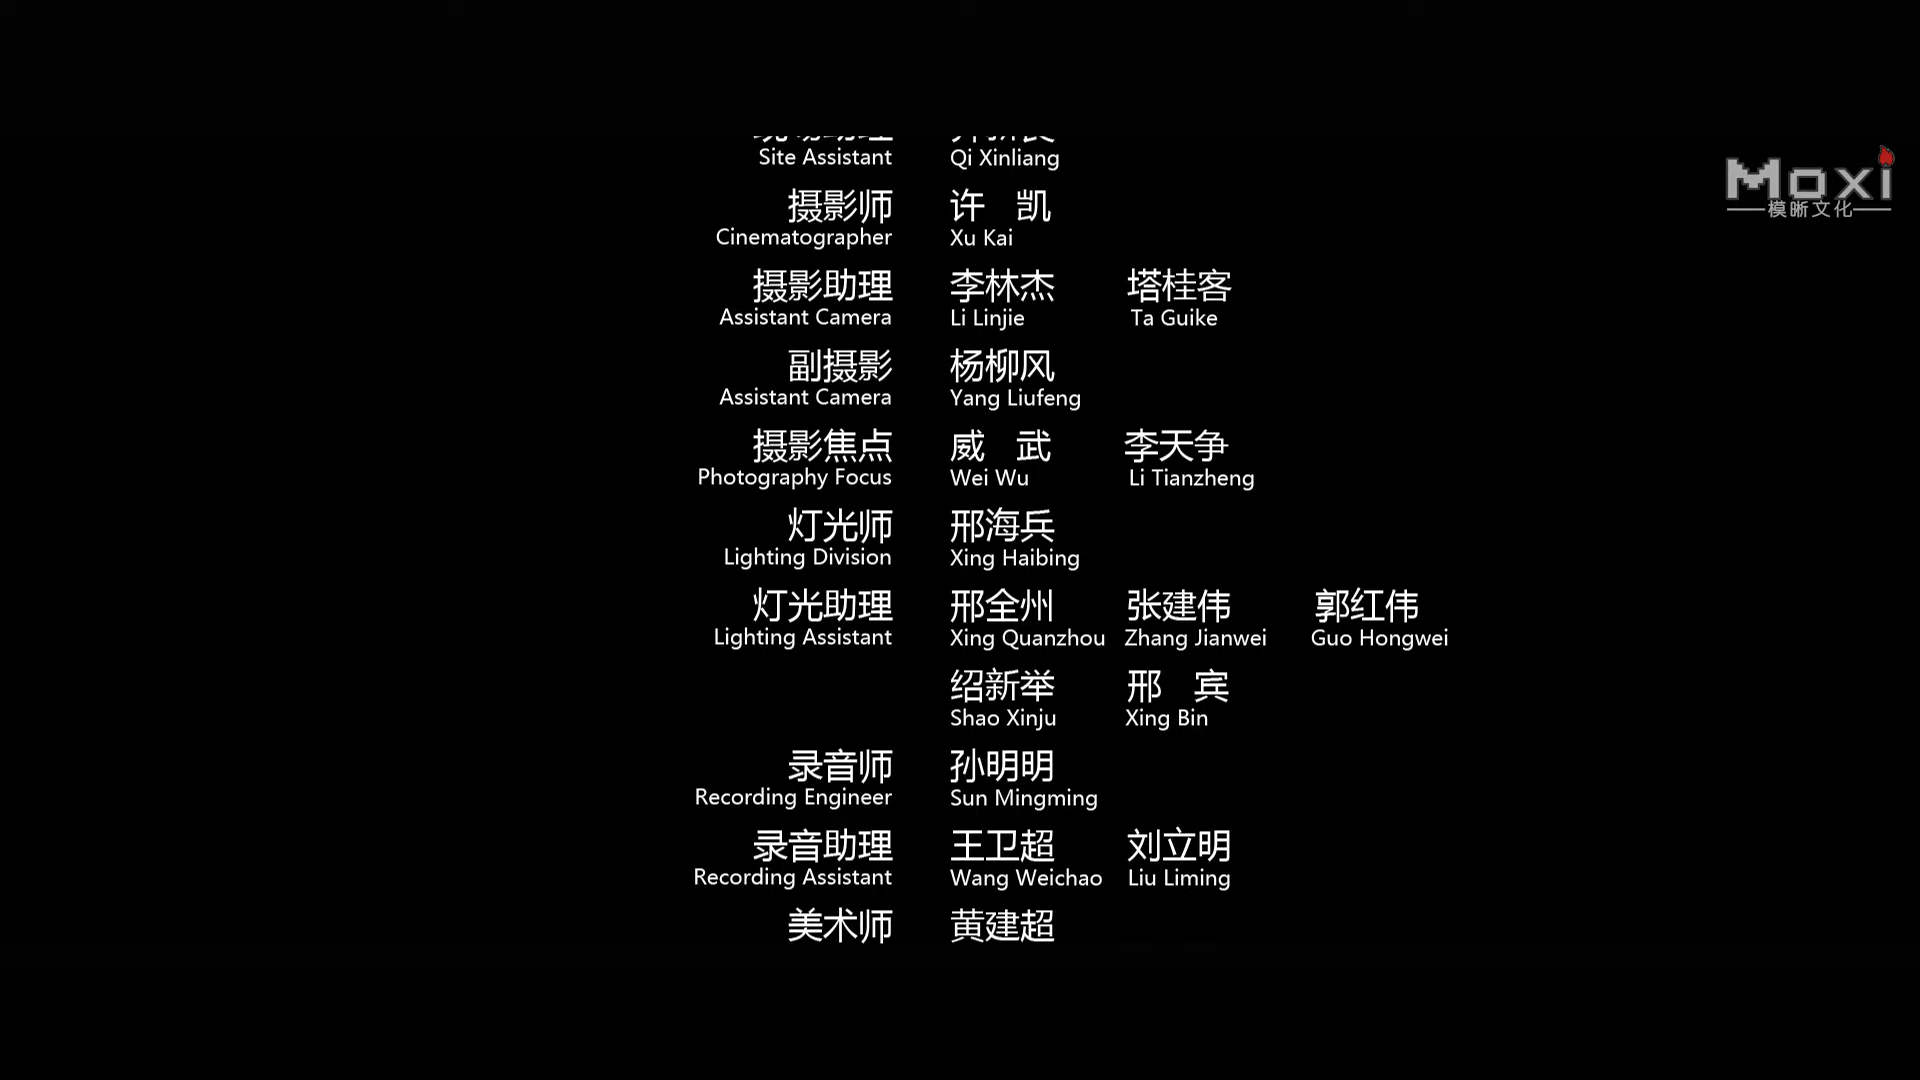 Site Assistant Qi Xinliang
摄影师 许 凯
Cinematographer Xu Kai
摄影助理 李林杰 塔桂客
Assistant Camera Li Linjie Ta Guike
副摄影 杨柳风
Assistant Camera Yang Liufeng
摄影焦点 威 武 李天争
Photography Focus Wei Wu Li Tianzheng
灯光师 邢海兵
Lighting Division Xing Haibing
灯光助理 邢全州 张建伟 郭红伟
Lighting Assistant Xing Quanzhou Zhang Jianwei Guo Hongwei
绍新举 邢 宾
Shao Xinju Xing Bin
录音师 孙明明
Recording Engineer Sun Mingming
录音助理 王卫超 刘立明
Recording Assistant Wang Weichao Liu Liming
美术师 黄建超
Moxi
模晰文化